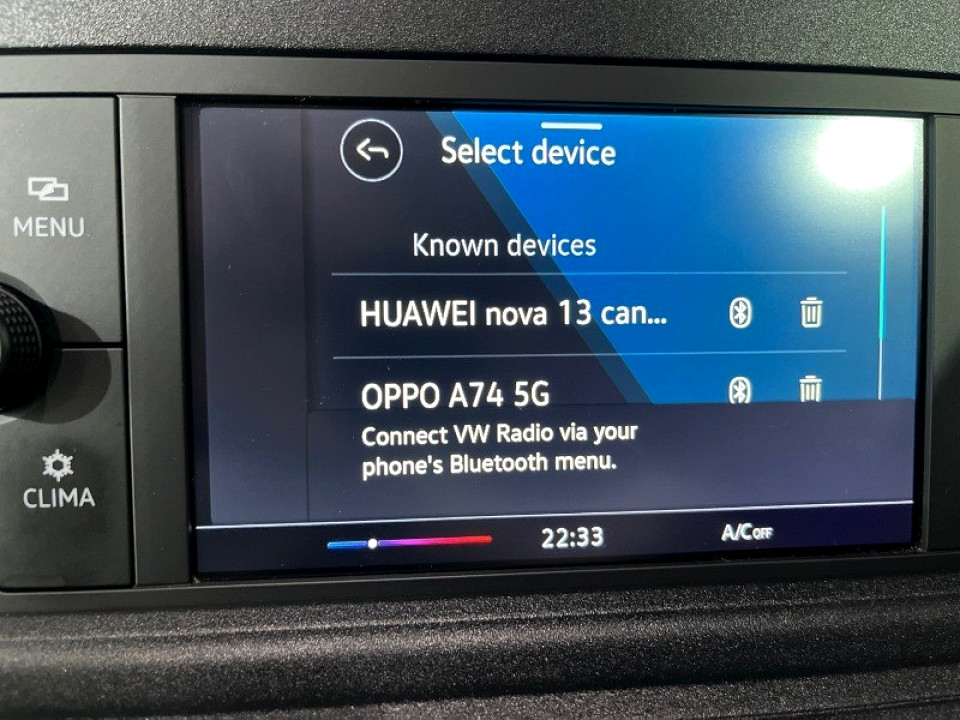 Select device
MENU
Known devices
HUAWEI nova 13 can...
OPPO A74 5G
Connect VW Radio via your
phone's Bluetooth menu.
CLIMA
22:33
A/C OFF